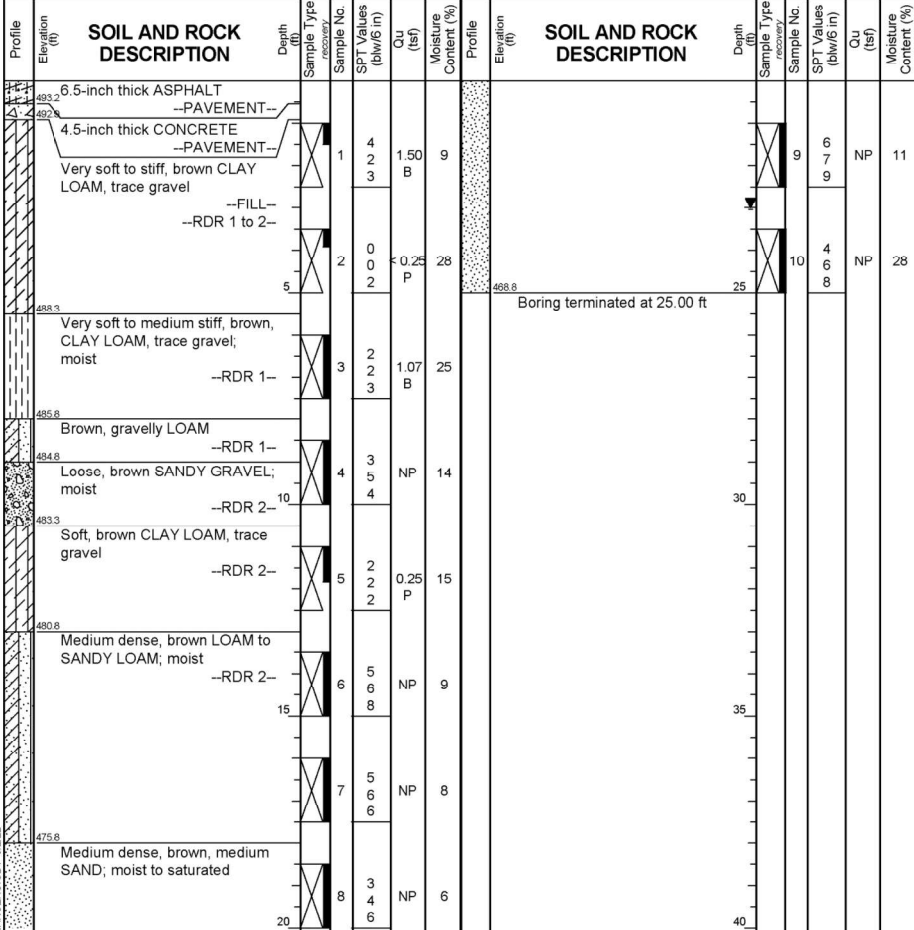 Profile
Elevation (ft)
SOIL AND ROCK
DESCRIPTION
Depth (ft)
Sample Type
recovery
Sample No.
SPT Values
(blw/6 in)
Qu
(tsf)
Moisture
Content (%)
Profile
Elevation (ft)
SOIL AND ROCK
DESCRIPTION
Depth (ft)
Sample Type
recovery
Sample No.
SPT Values
(blw/6 in)
Qu
(tsf)
Moisture
Content (%)
6.5-inch thick ASPHALT
493.2
--PAVEMENT--
4.5-inch thick CONCRETE
--PAVEMENT--
Very soft to stiff, brown CLAY
LOAM, trace gravel
--FILL--
--RDR 1 to 2--
1
4
2
3
1.50
B
9
2
0
0
2
< 0.25
P
28
5
488.3
Very soft to medium stiff, brown,
CLAY LOAM, trace gravel;
moist
--RDR 1--
3
2
2
3
1.07
B
25
485.8
Brown, gravelly LOAM
--RDR 1--
484.8
Loose, brown SANDY GRAVEL;
moist
--RDR 2--
4
3
5
4
NP
14
10
483.3
Soft, brown CLAY LOAM, trace
gravel
--RDR 2--
5
2
2
2
0.25
P
15
480.8
Medium dense, brown LOAM to
SANDY LOAM; moist
--RDR 2--
6
5
6
8
NP
9
15
7
5
6
6
NP
8
475.8
Medium dense, brown, medium
SAND; moist to saturated
8
3
4
6
NP
6
20
9
6
7
9
NP
11
10
4
6
8
NP
28
468.8
25
Boring terminated at 25.00 ft
30
35
40